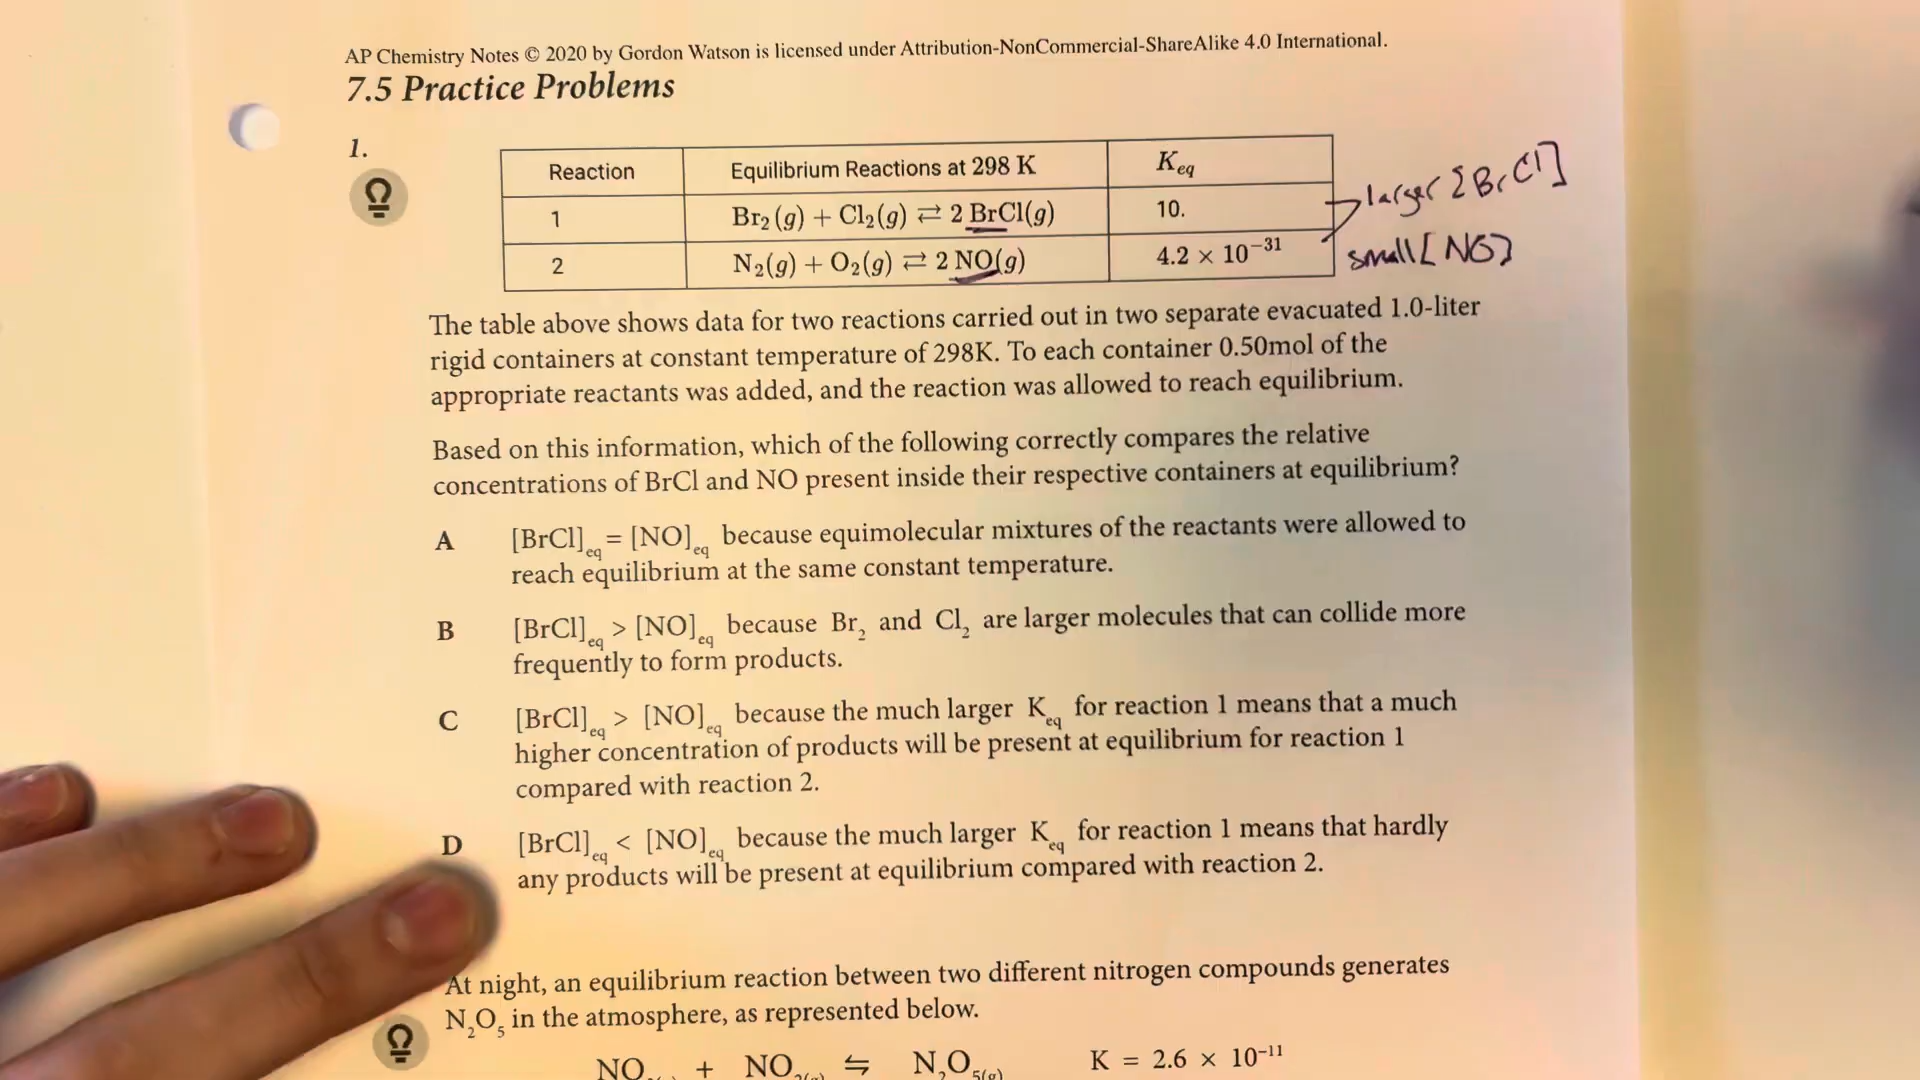 AP Chemistry Notes © 2020 by Gordon Watson is licensed under Attribution-NonCommercial-ShareAlike 4.0 International.
7.5 Practice Problems
1.
Reaction Equilibrium Reactions at 298 K Keq
1 Br₂(g) + Cl₂(g) ⇄ 2 BrCl(g) 10.
larger [BrCl]
2 N₂(g) + O₂(g) ⇄ 2 NO(g) 4.2 × 10⁻³¹
small [NO]
The table above shows data for two reactions carried out in two separate evacuated 1.0-liter
rigid containers at constant temperature of 298K. To each container 0.50mol of the
appropriate reactants was added, and the reaction was allowed to reach equilibrium.
Based on this information, which of the following correctly compares the relative
concentrations of BrCl and NO present inside their respective containers at equilibrium?
A [BrCl]eq = [NO]eq because equimolecular mixtures of the reactants were allowed to
reach equilibrium at the same constant temperature.
B [BrCl]eq > [NO]eq because Br₂ and Cl₂ are larger molecules that can collide more
frequently to form products.
C [BrCl]eq > [NO]eq because the much larger Keq for reaction 1 means that a much
higher concentration of products will be present at equilibrium for reaction 1
compared with reaction 2.
D [BrCl]eq < [NO]eq because the much larger Keq for reaction 1 means that hardly
any products will be present at equilibrium compared with reaction 2.
At night, an equilibrium reaction between two different nitrogen compounds generates
N₂O₅ in the atmosphere, as represented below.
NO + NO ⇋ N₂O₅(g) K = 2.6 × 10⁻¹¹